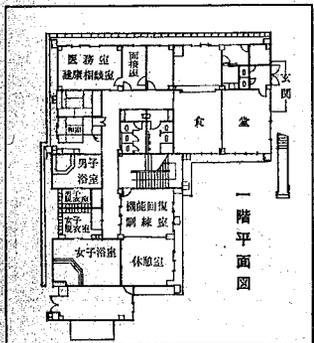 医務室
健康相談室
面接室
玄関
食堂
男子
浴室
男子
脱衣室
女子
脱衣室
機能回復
訓練室
女子浴室
休憩室
一階平面図